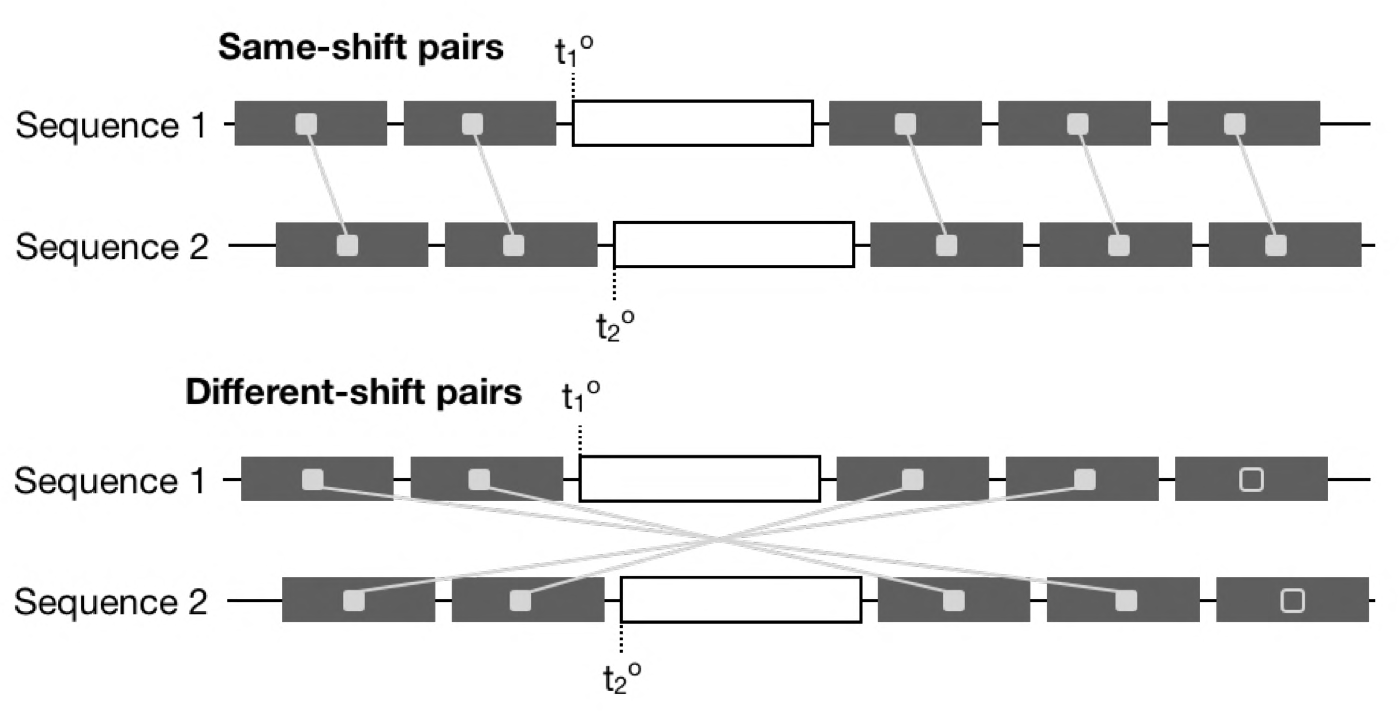 Same-shift pairs t₁ᵒ
Sequence 1
Sequence 2
t₂ᵒ
Different-shift pairs t₁ᵒ
Sequence 1
Sequence 2
t₂ᵒ